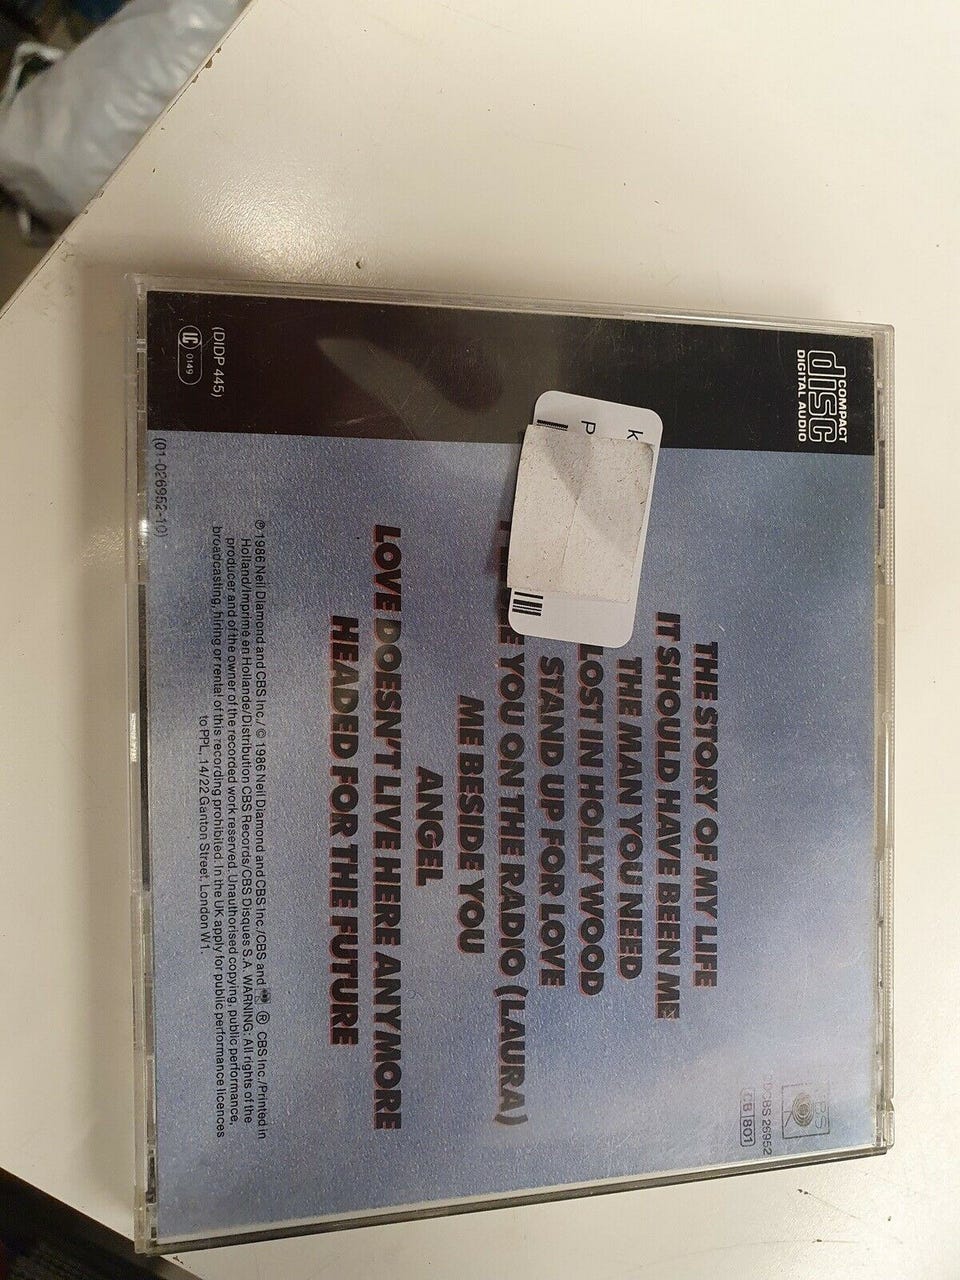 COMPACT
disc
DIGITAL AUDIO
CBS
CDCBS 26952
CB 801
K
P
THE STORY OF MY LIFE
IT SHOULD HAVE BEEN ME
THE MAN YOU NEED
LOST IN HOLLYWOOD
STAND UP FOR LOVE
YOU ON THE RADIO (LAURA)
ME BESIDE YOU
ANGEL
LOVE DOESN'T LIVE HERE ANYMORE
HEADED FOR THE FUTURE
(DIDP 445)
LC 0149
℗ 1986 Neil Diamond and CBS Inc./ © 1986 Neil Diamond and CBS Inc./CBS and ® CBS Inc./Printed in
Holland/Imprimé en Hollande/Distribution CBS Records/CBS Disques S.A. WARNING: All rights of the
producer and of the owner of the recorded work reserved. Unauthorised copying, public performance,
broadcasting, hiring or rental of this recording prohibited. In the UK apply for public performance licences
to PPL, 14/22 Ganton Street, London W1.
(01-026952-10)